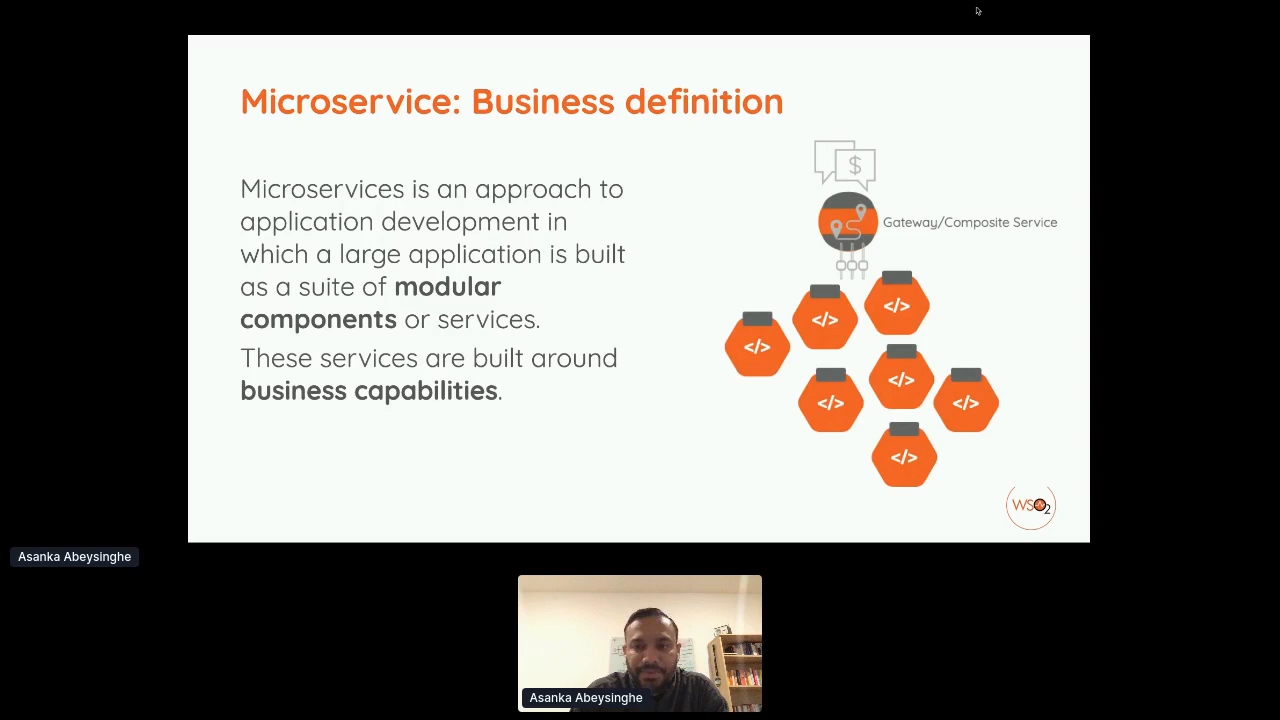 Microservice: Business definition
Microservices is an approach to
application development in
which a large application is built
as a suite of modular
components or services.
These services are built around
business capabilities.
$
Gateway/Composite Service
</>
</>
</>
</>
</>
</>
</>
WSO2
Asanka Abeysinghe
Asanka Abeysinghe